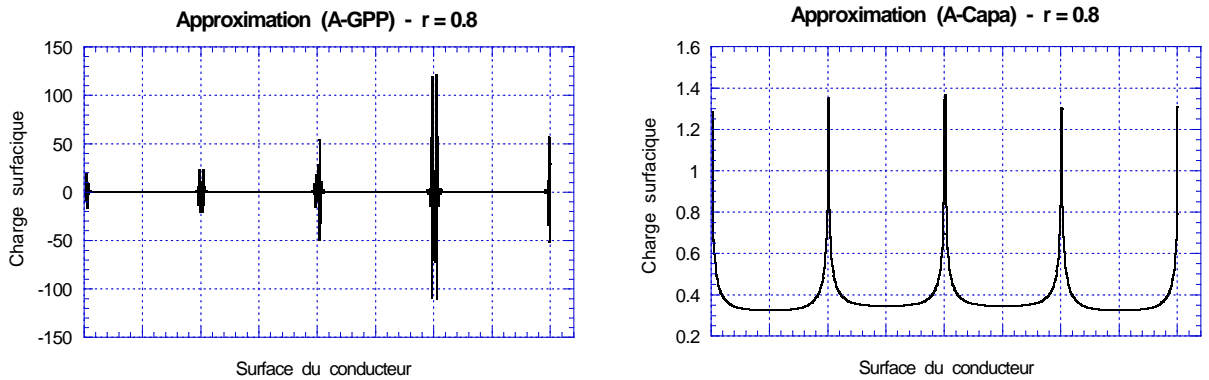 Approximation (A-GPP) - r = 0.8
150
100
50
0
-50
-100
-150
Charge surfacique
Surface du conducteur
Approximation (A-Capa) - r = 0.8
1.6
1.4
1.2
1
0.8
0.6
0.4
0.2
Charge surfacique
Surface du conducteur